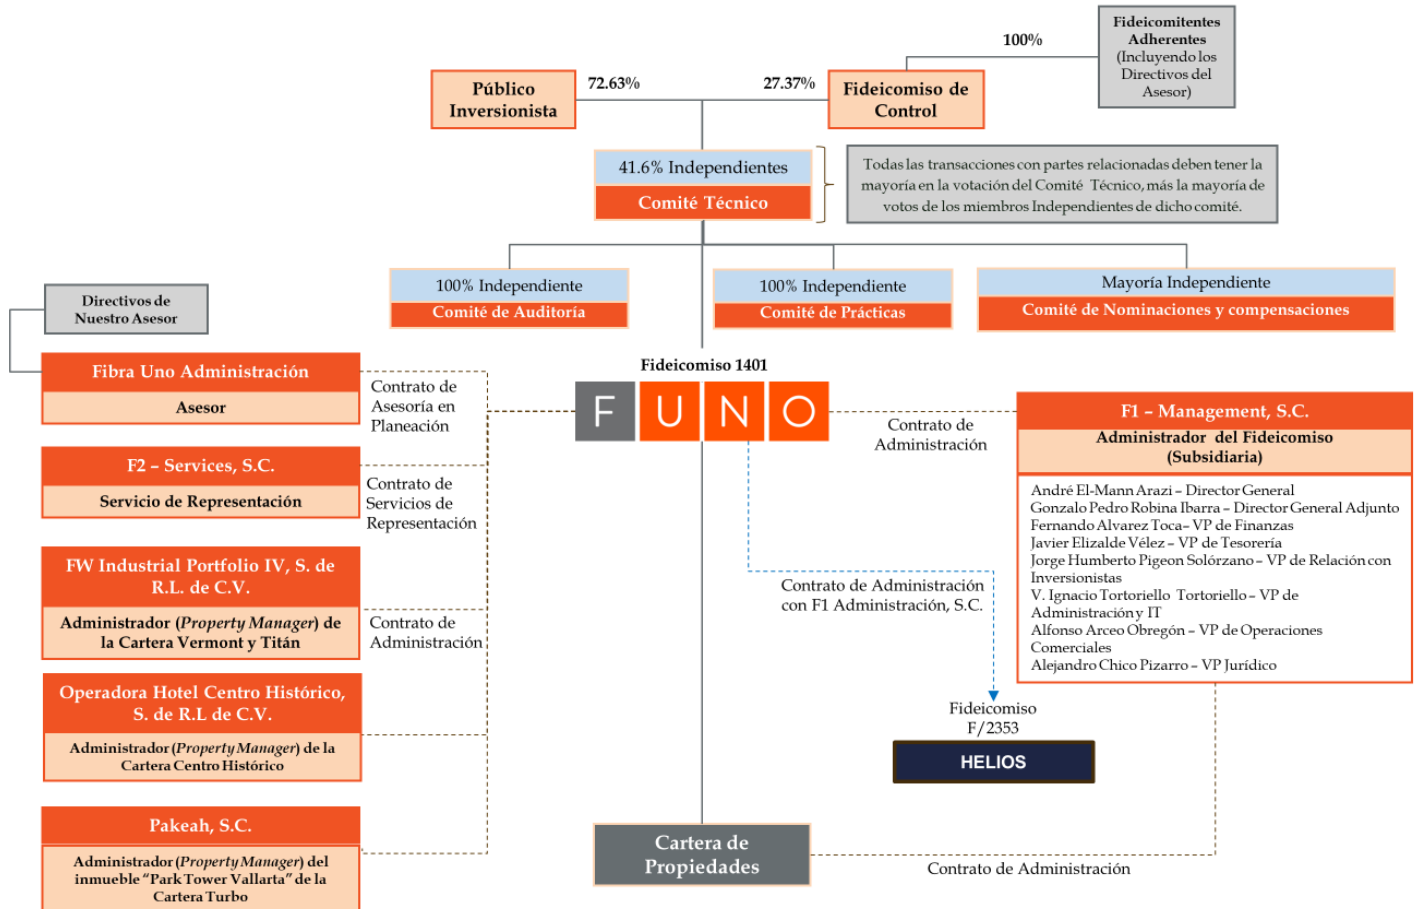 Fideicomitentes
Adherentes
(Incluyendo los
Directivos del
Asesor)
100%
Público
Inversionista
72.63%
27.37%
Fideicomiso de
Control
41.6% Independientes
Comité Técnico
Todas las transacciones con partes relacionadas deben tener la
mayoría en la votación del Comité Técnico, más la mayoría de
votos de los miembros Independientes de dicho comité.
100% Independiente
Comité de Auditoría
100% Independiente
Comité de Prácticas
Mayoría Independiente
Comité de Nominaciones y compensaciones
Directivos de
Nuestro Asesor
Fibra Uno Administración
Asesor
Contrato de
Asesoría en
Planeación
F2 – Services, S.C.
Servicio de Representación
Contrato de
Servicios de
Representación
FW Industrial Portfolio IV, S. de
R.L. de C.V.
Administrador (Property Manager) de
la Cartera Vermont y Titán
Contrato de
Administración
Operadora Hotel Centro Histórico,
S. de R.L de C.V.
Administrador (Property Manager) de la
Cartera Centro Histórico
Pakeah, S.C.
Administrador (Property Manager) del
inmueble “Park Tower Vallarta” de la
Cartera Turbo
Fideicomiso 1401
FUNO
Contrato de
Administración
F1 – Management, S.C.
Administrador del Fideicomiso
(Subsidiaria)
André El-Mann Arazi – Director General
Gonzalo Pedro Robina Ibarra – Director General Adjunto
Fernando Alvarez Toca– VP de Finanzas
Javier Elizalde Vélez – VP de Tesorería
Jorge Humberto Pigeon Solórzano – VP de Relación con
Inversionistas
V. Ignacio Tortoriello Tortoriello – VP de
Administración y IT
Alfonso Arceo Obregón – VP de Operaciones
Comerciales
Alejandro Chico Pizarro – VP Jurídico
Contrato de Administración
con F1 Administración, S.C.
Fideicomiso
F/2353
HELIOS
Cartera de
Propiedades
Contrato de Administración